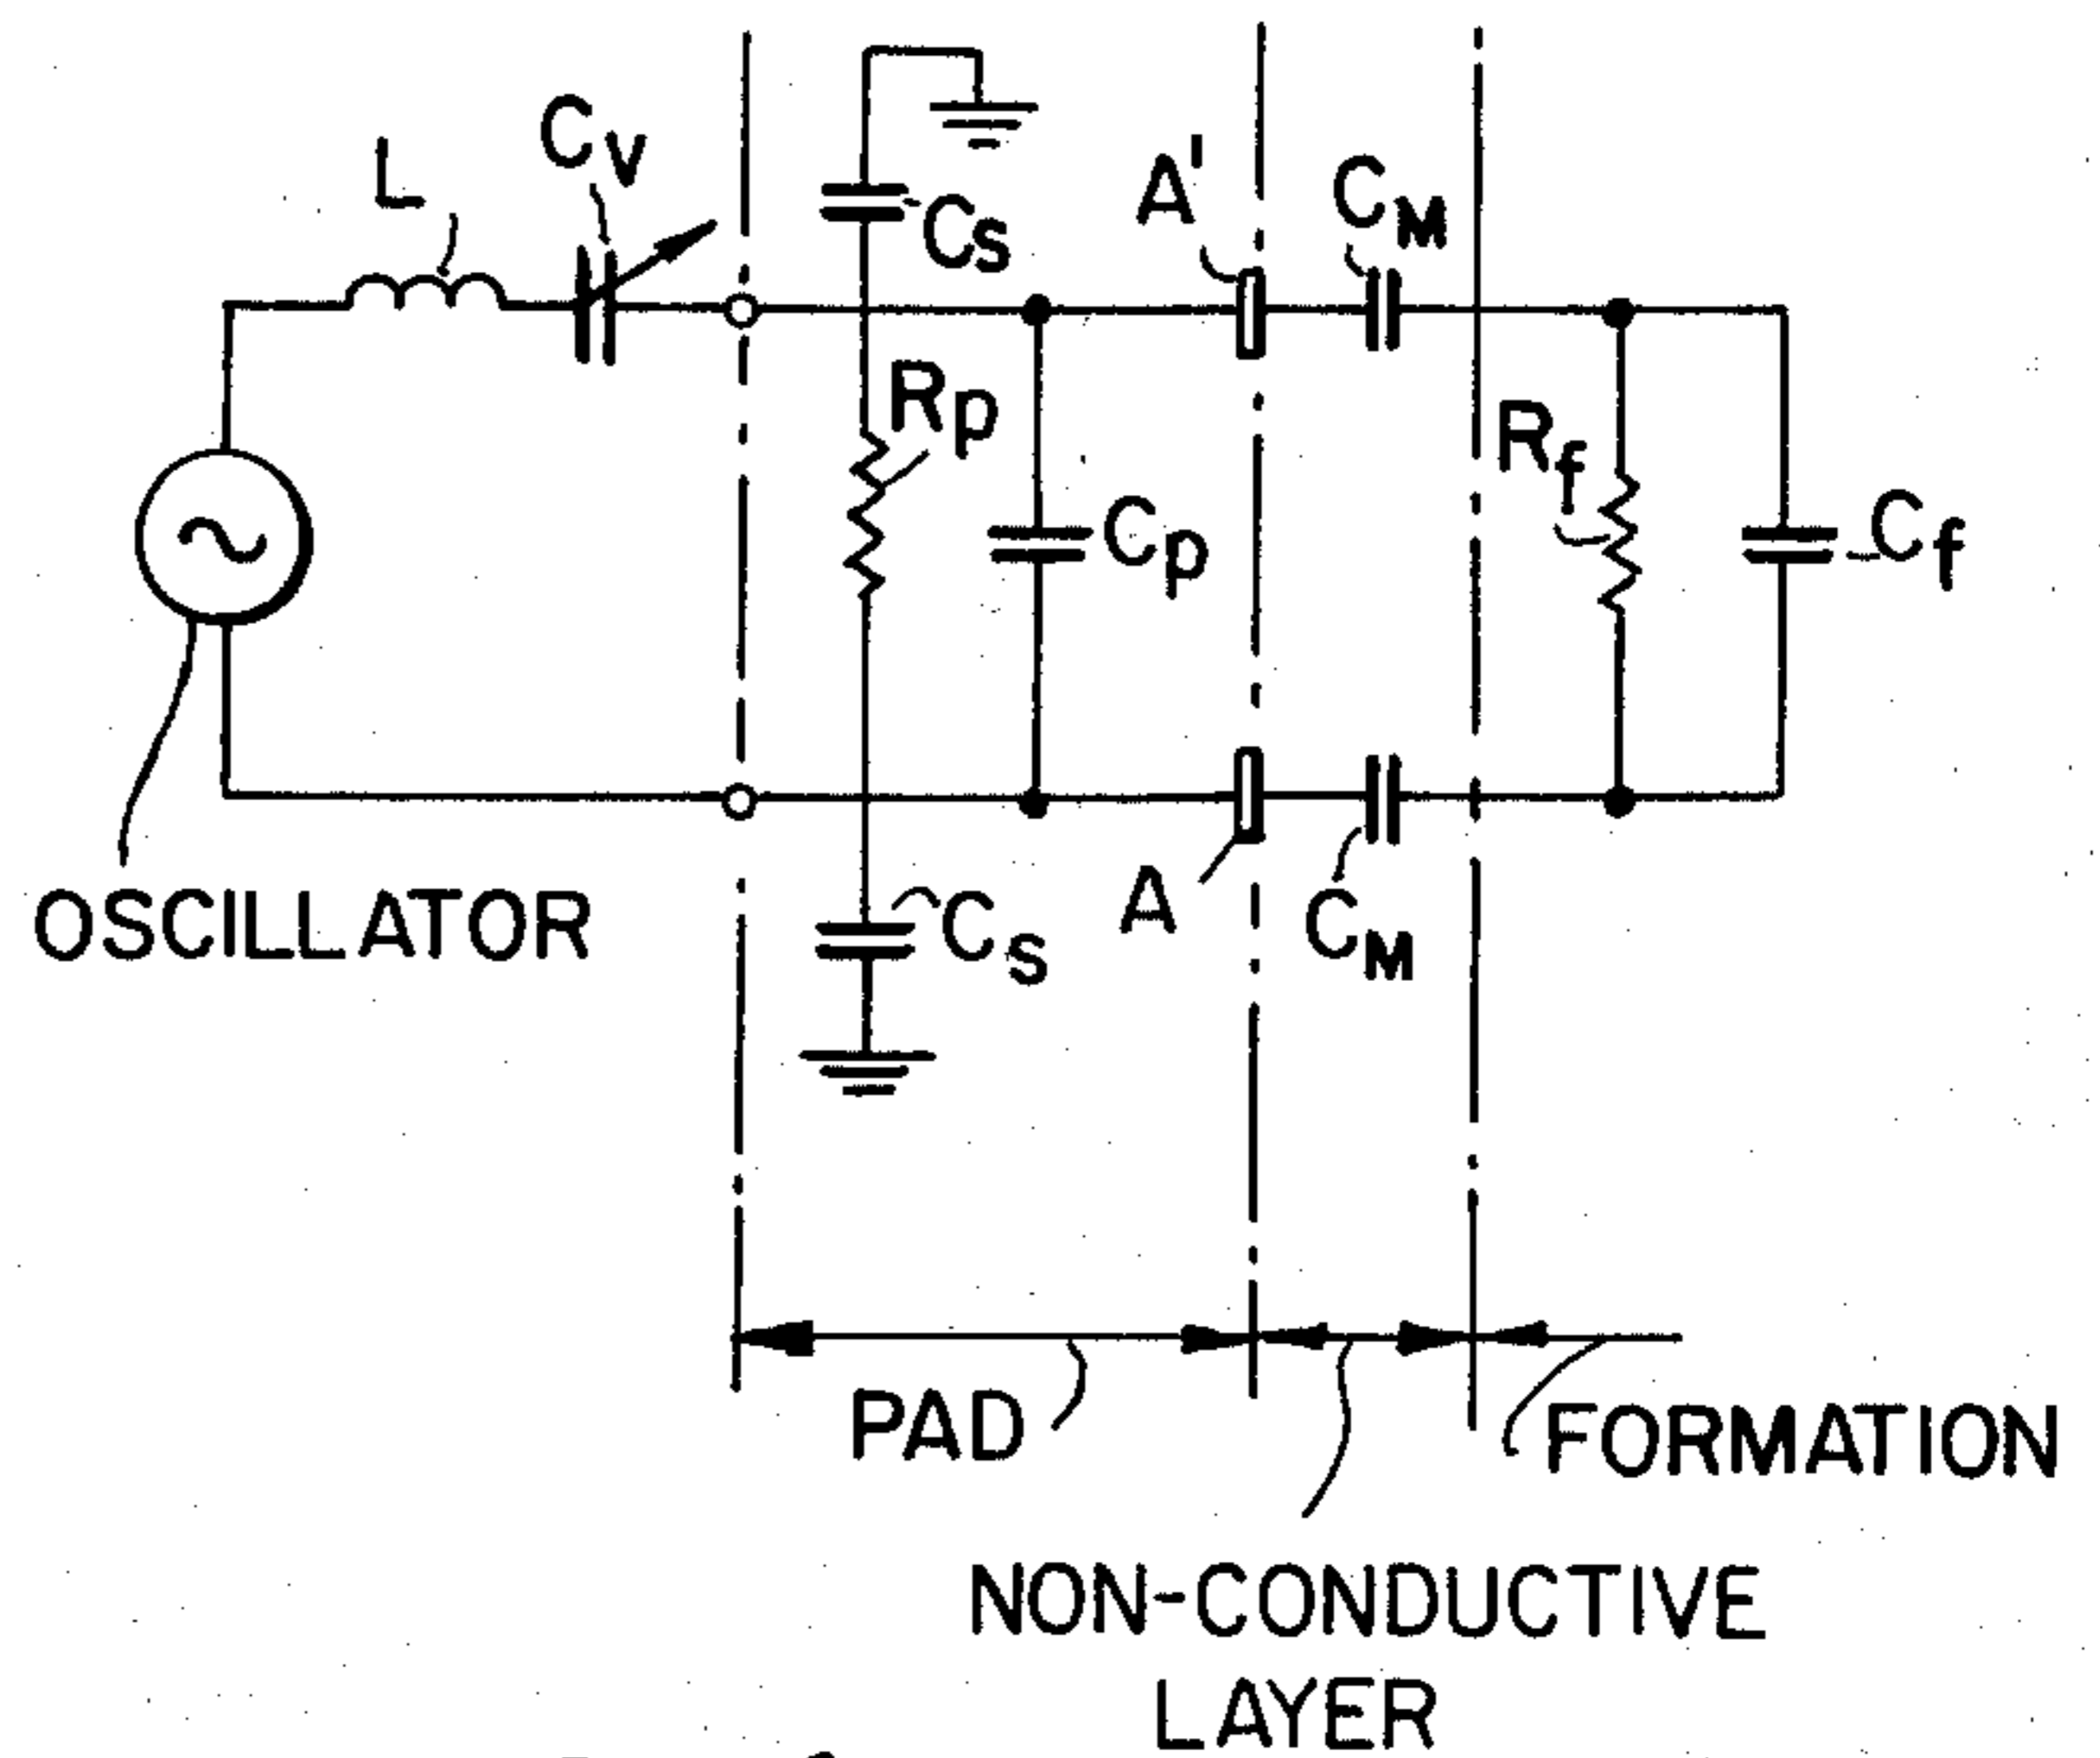 L
Cv
Cs
A'
CM
Rp
Cp
Rf
Cf
OSCILLATOR
Cs
A
CM
PAD
FORMATION
NON-CONDUCTIVE
LAYER